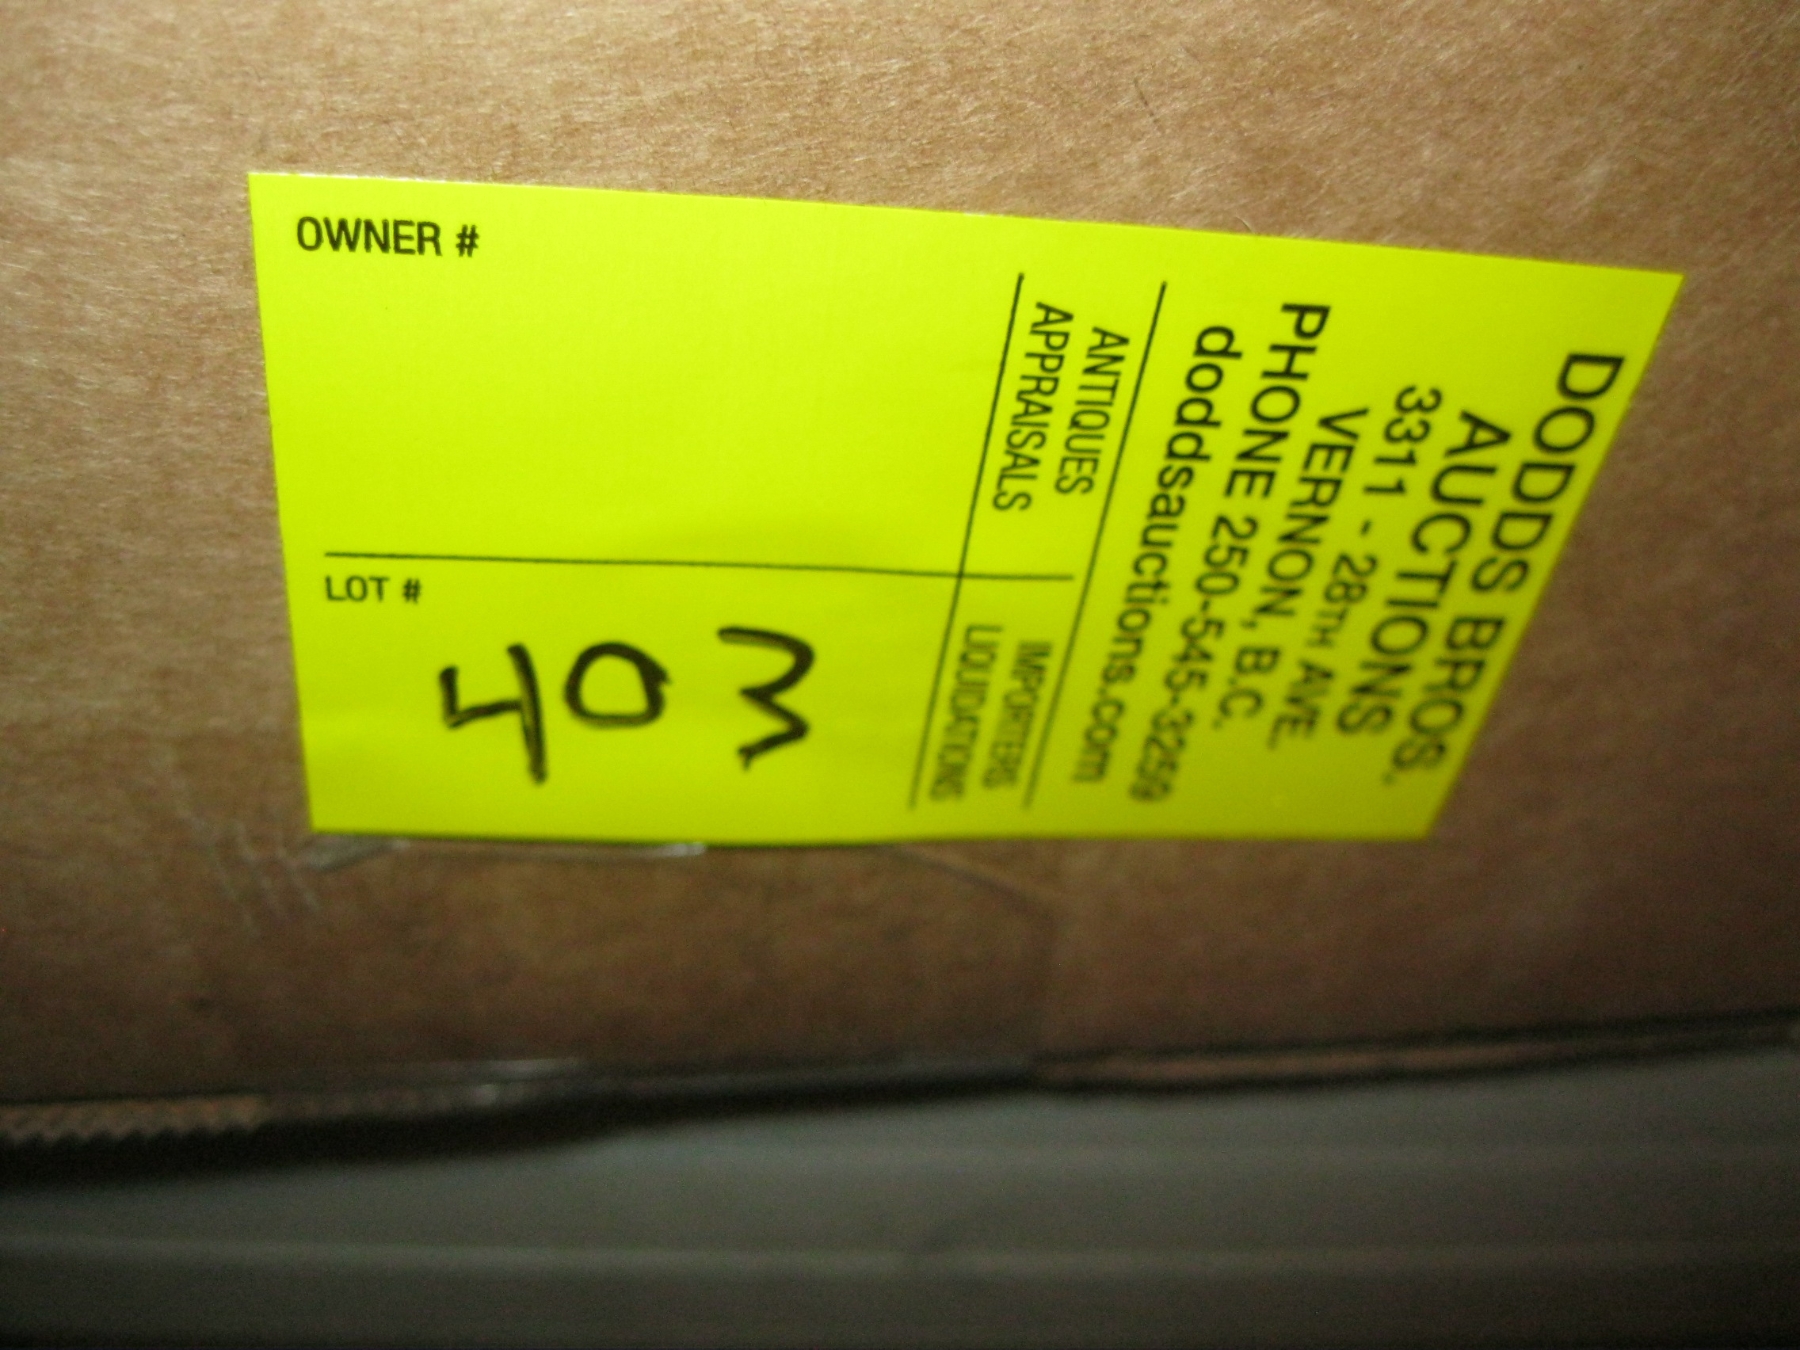 OWNER #
LOT #
403
DODDS BROS.
AUCTIONS
3311 - 28TH AVE.
VERNON, B.C.
PHONE 250-545-3259
doddsauctions.com
ANTIQUES IMPORTERS
APPRAISALS LIQUIDATIONS